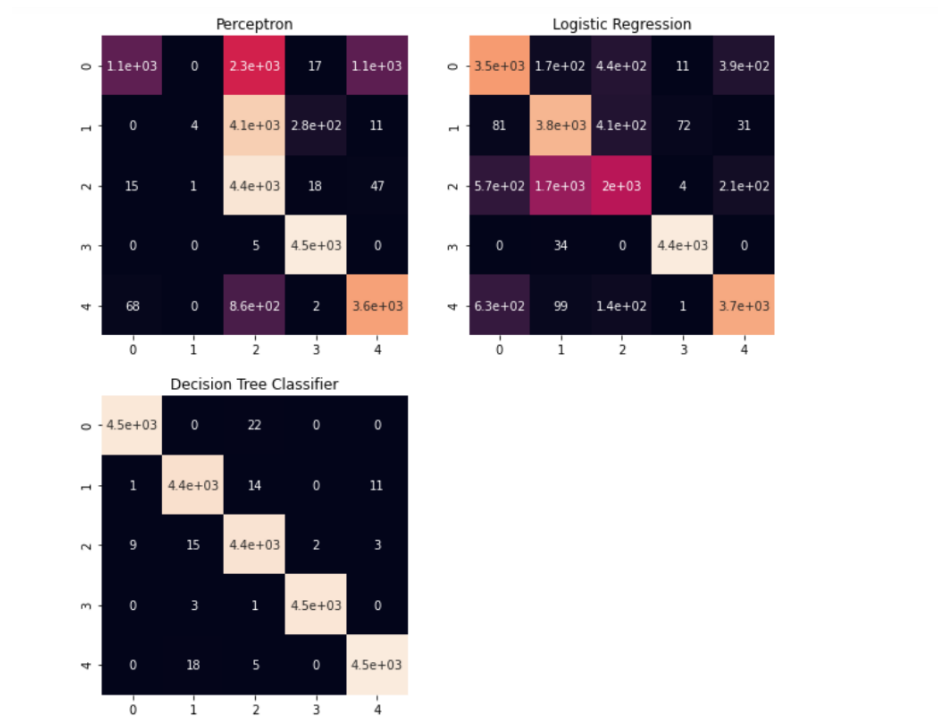 Perceptron
0 1.1e+03 0 2.3e+03 17 1.1e+03
1 0 4 4.1e+03 2.8e+02 11
2 15 1 4.4e+03 18 47
3 0 0 5 4.5e+03 0
4 68 0 8.6e+02 2 3.6e+03
0 1 2 3 4
Logistic Regression
0 3.5e+03 1.7e+02 4.4e+02 11 3.9e+02
1 81 3.8e+03 4.1e+02 72 31
2 5.7e+02 1.7e+03 2e+03 4 2.1e+02
3 0 34 0 4.4e+03 0
4 6.3e+02 99 1.4e+02 1 3.7e+03
0 1 2 3 4
Decision Tree Classifier
0 4.5e+03 0 22 0 0
1 1 4.4e+03 14 0 11
2 9 15 4.4e+03 2 3
3 0 3 1 4.5e+03 0
4 0 18 5 0 4.5e+03
0 1 2 3 4